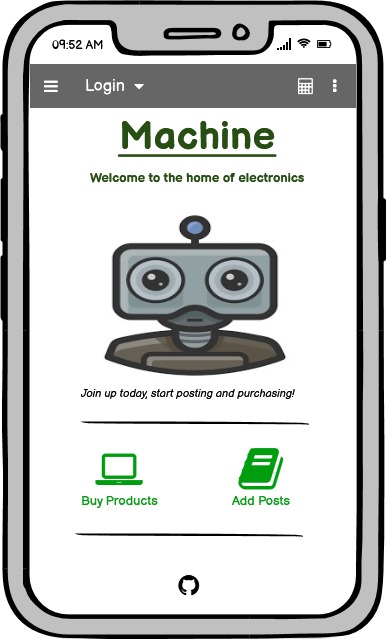 09:52 AM
Login
Machine
Welcome to the home of electronics
Join up today, start posting and purchasing!
Buy Products
Add Posts